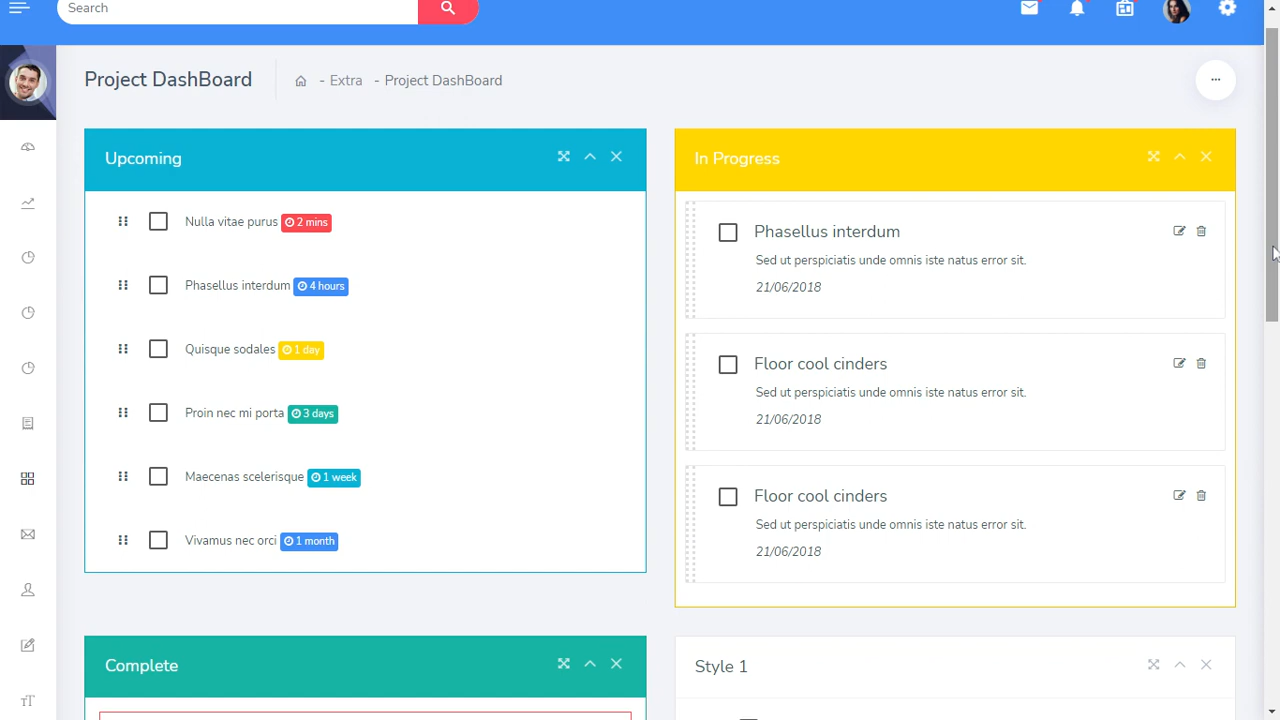 Search
Project DashBoard
- Extra - Project DashBoard
Upcoming
Nulla vitae purus 2 mins
Phasellus interdum 4 hours
Quisque sodales 1 day
Proin nec mi porta 3 days
Maecenas scelerisque 1 week
Vivamus nec orci 1 month
In Progress
Phasellus interdum
Sed ut perspiciatis unde omnis iste natus error sit.
21/06/2018
Floor cool cinders
Sed ut perspiciatis unde omnis iste natus error sit.
21/06/2018
Floor cool cinders
Sed ut perspiciatis unde omnis iste natus error sit.
21/06/2018
Complete
Style 1